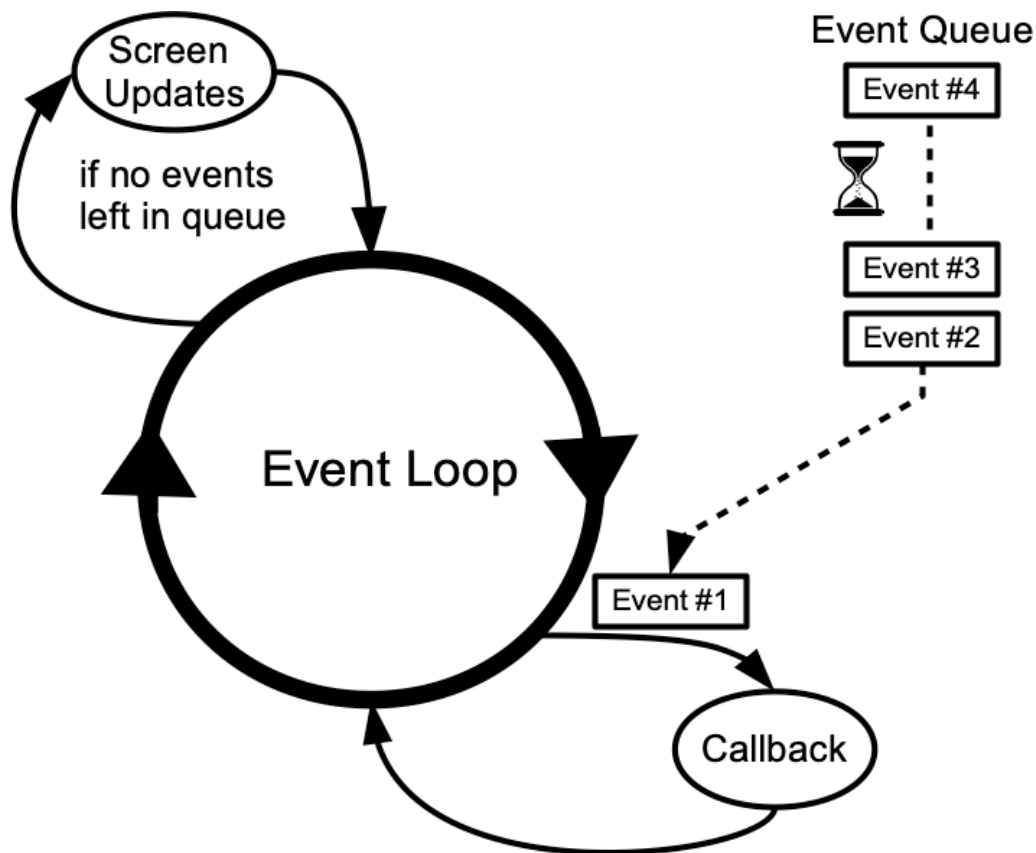 Screen
Updates
if no events
left in queue
Event Queue
Event #4
Event #3
Event #2
Event Loop
Event #1
Callback